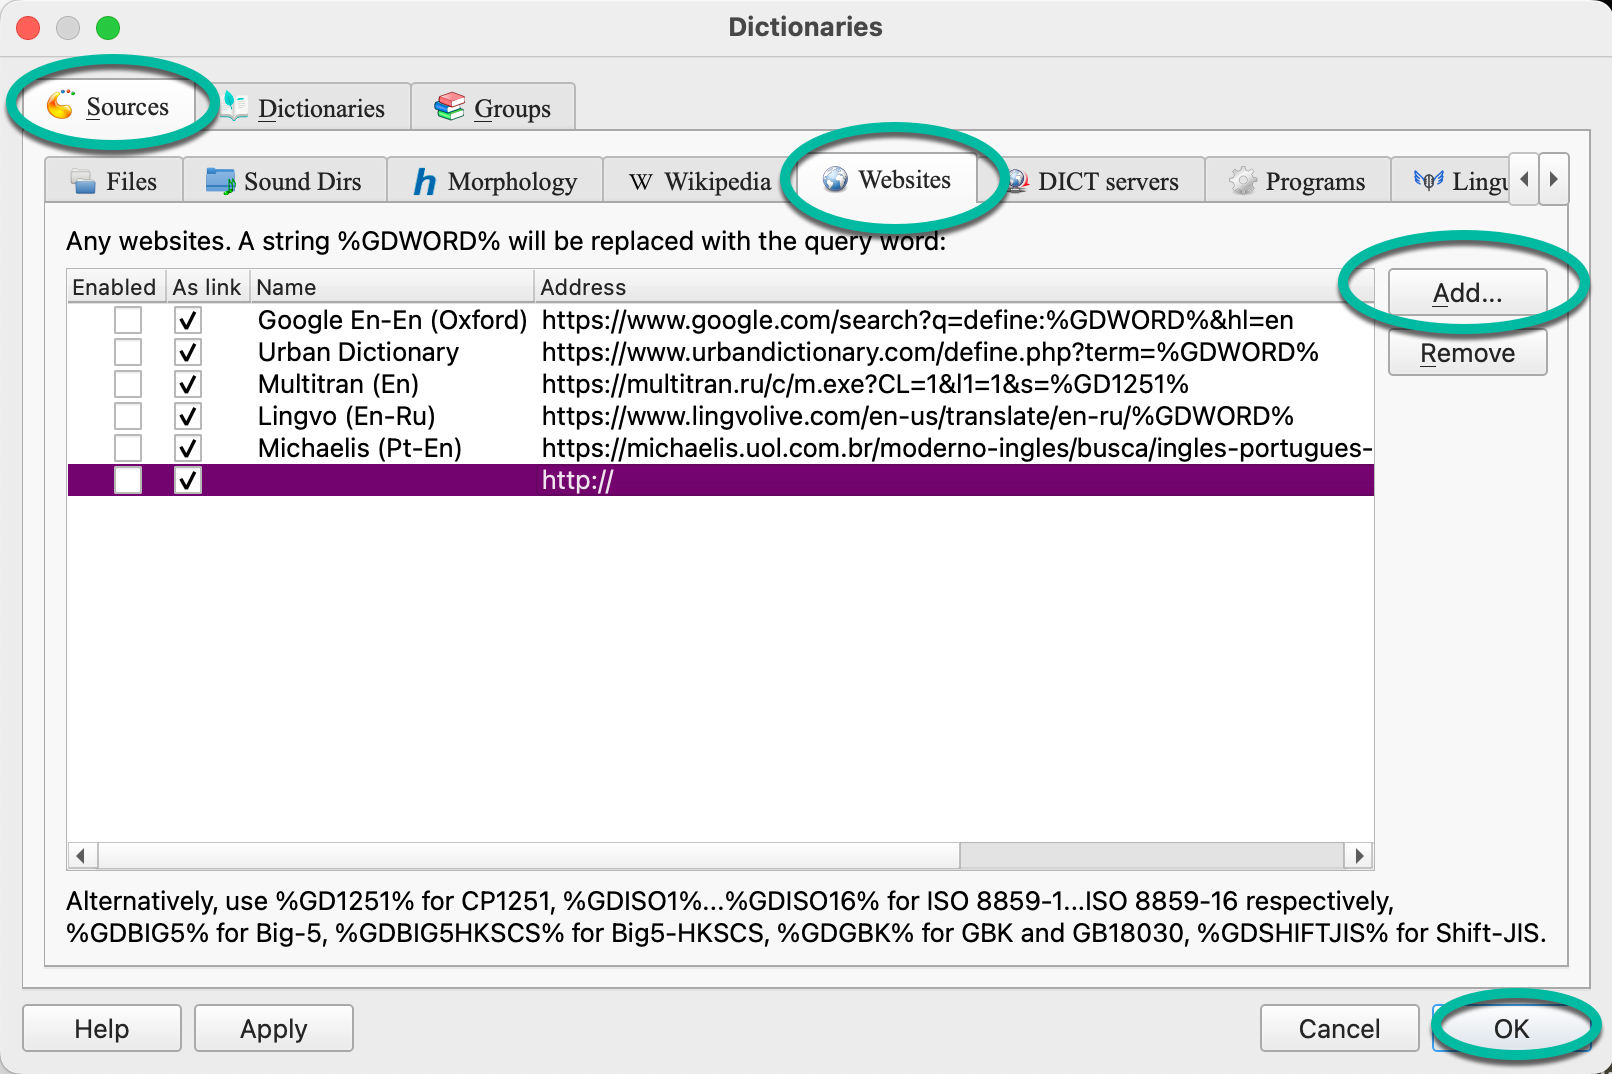 Dictionaries
Sources Dictionaries Groups
Files Sound Dirs Morphology W Wikipedia Websites DICT servers Programs Lingu
Any websites. A string %GDWORD% will be replaced with the query word:
Enabled As link Name Address
Google En-En (Oxford) https://www.google.com/search?q=define:%GDWORD%&hl=en
Urban Dictionary https://www.urbandictionary.com/define.php?term=%GDWORD%
Multitran (En) https://multitran.ru/c/m.exe?CL=1&l1=1&s=%GD1251%
Lingvo (En-Ru) https://www.lingvolive.com/en-us/translate/en-ru/%GDWORD%
Michaelis (Pt-En) https://michaelis.uol.com.br/moderno-ingles/busca/ingles-portugues-
http://
Add...
Remove
Alternatively, use %GD1251% for CP1251, %GDISO1%...%GDISO16% for ISO 8859-1...ISO 8859-16 respectively,
%GDBIG5% for Big-5, %GDBIG5HKSCS% for Big5-HKSCS, %GDGBK% for GBK and GB18030, %GDSHIFTJIS% for Shift-JIS.
Help Apply Cancel OK